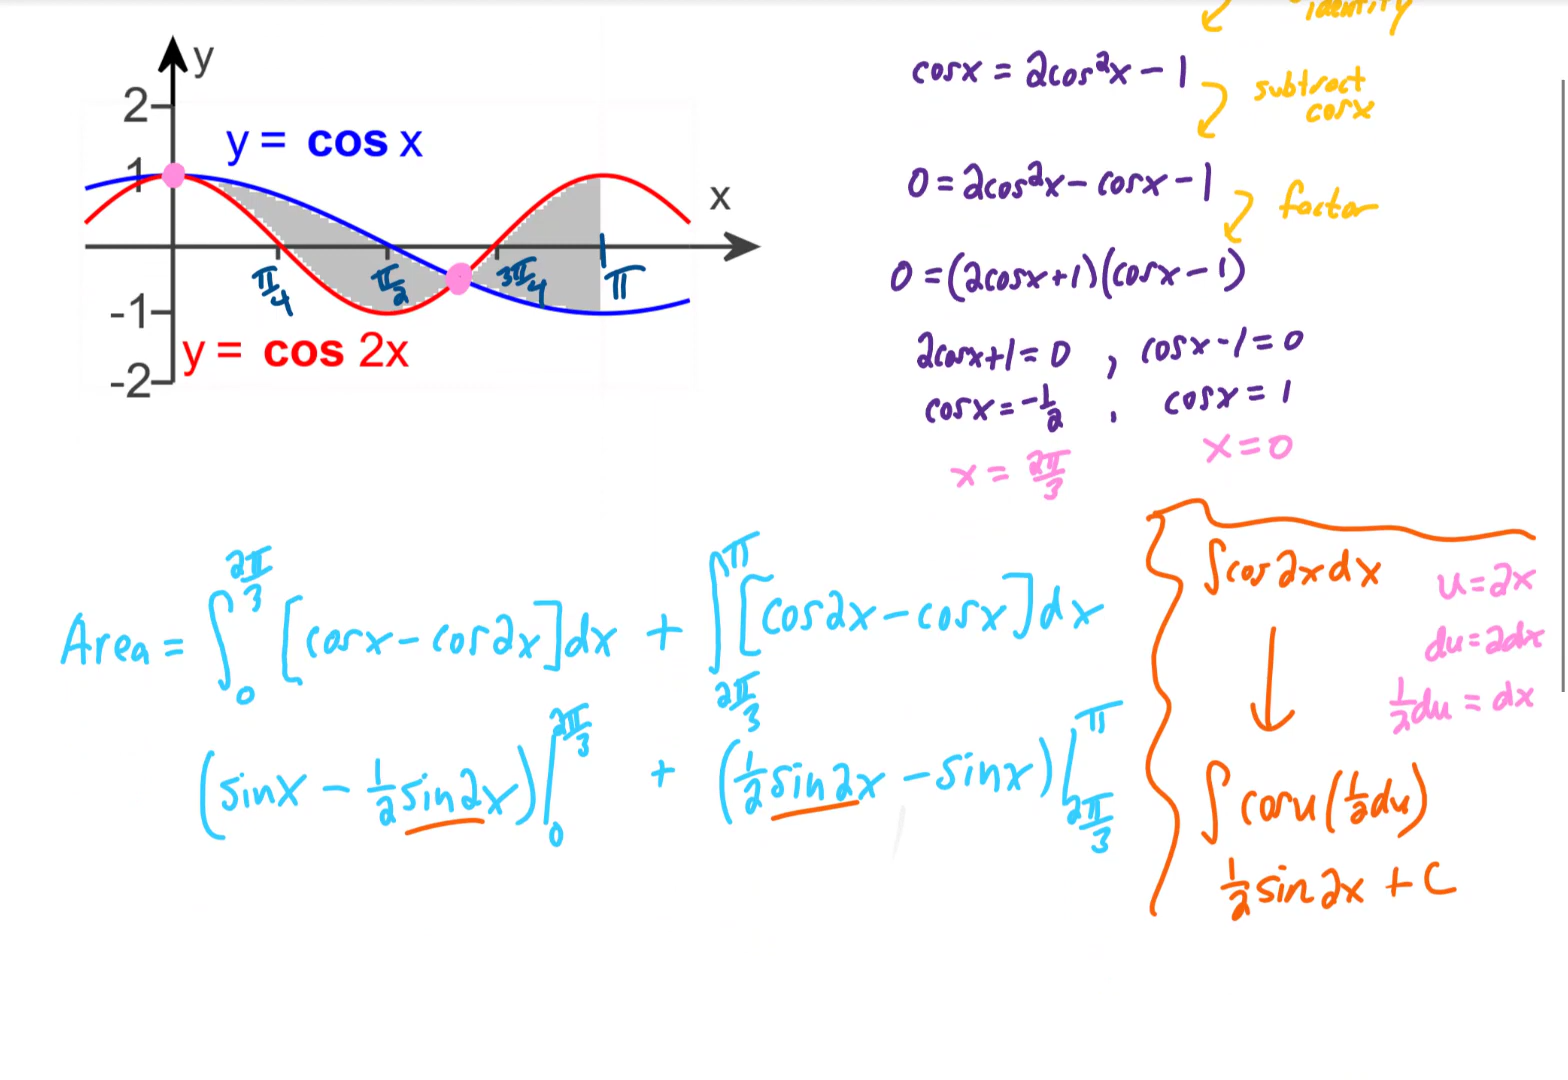 identity
y
2
1
-1
-2
y = cos x
x
π/4
π/2
3π/4
π
y = cos 2x
cosx = 2cos²x − 1
subtract
cosx
0 = 2cos²x − cosx − 1
factor
0 = (2cosx+1)(cosx − 1)
2cosx+1 = 0 , cosx − 1 = 0
cosx = −1/2 , cosx = 1
x = 2π/3 x = 0
Area = ∫₀^(2π/3) [cosx − cos2x]dx + ∫_(2π/3)^π [cos2x − cosx]dx
(sinx − 1/2 sin2x)|₀^(2π/3) + (1/2 sin2x − sinx)|_(2π/3)^π
∫cos2xdx
u = 2x
du = 2dx
1/2 du = dx
∫cosu(1/2 du)
1/2 sin2x + C